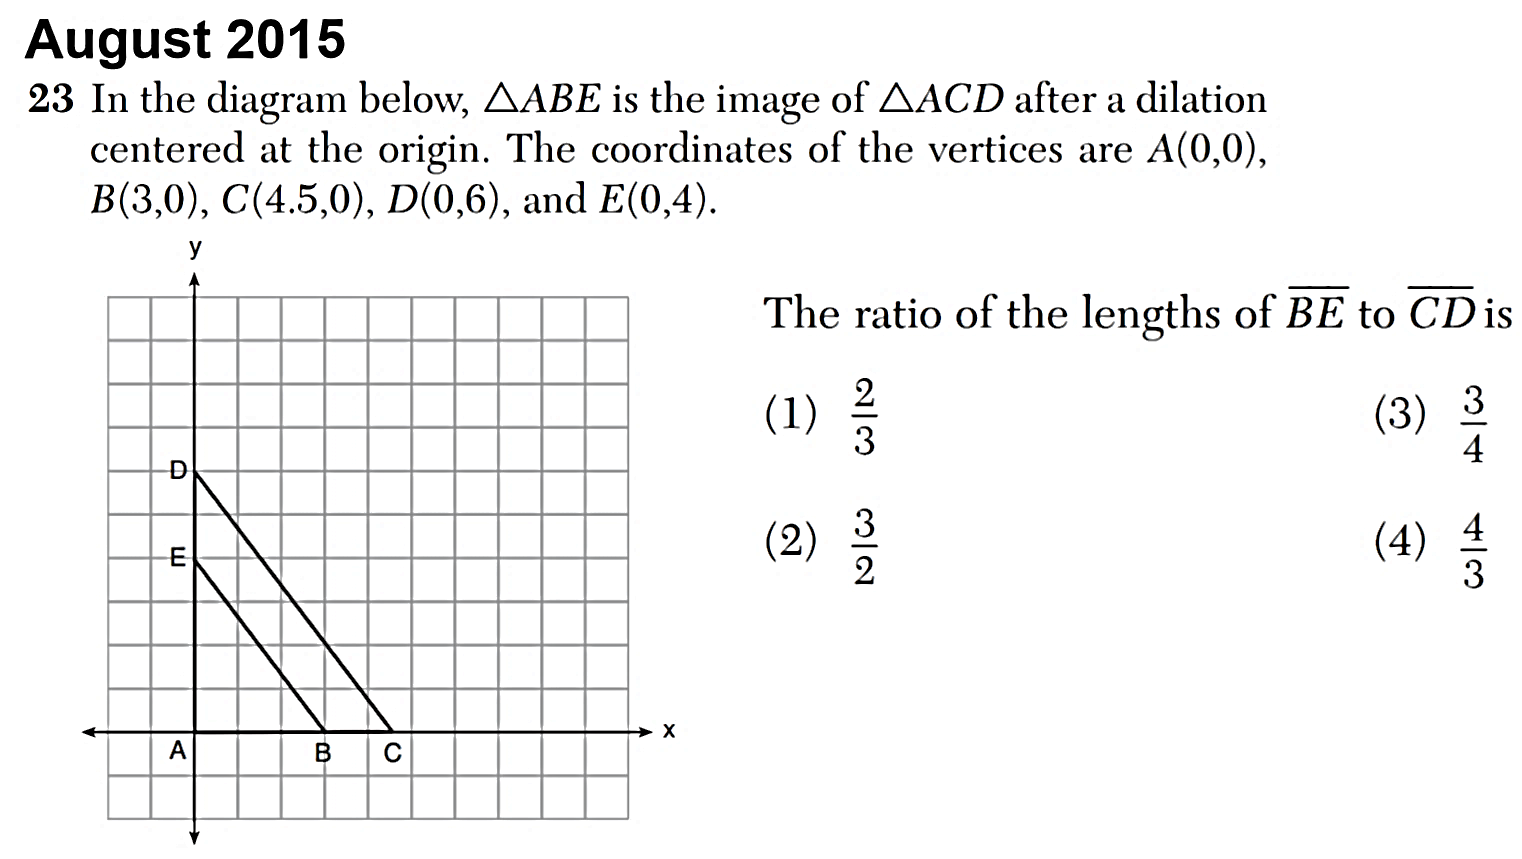 August 2015
23 In the diagram below, △ABE is the image of △ACD after a dilation
centered at the origin. The coordinates of the vertices are A(0,0),
B(3,0), C(4.5,0), D(0,6), and E(0,4).
y
The ratio of the lengths of BE to CD is
(1) 2/3
(3) 3/4
D
(2) 3/2
(4) 4/3
E
x
A B C